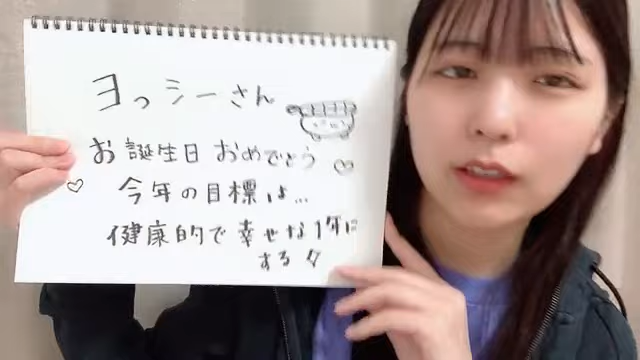 ヨっシーさん
お誕生日おめでとう♡
♡ 今年の目標は...
健康的で幸せな1年に
する